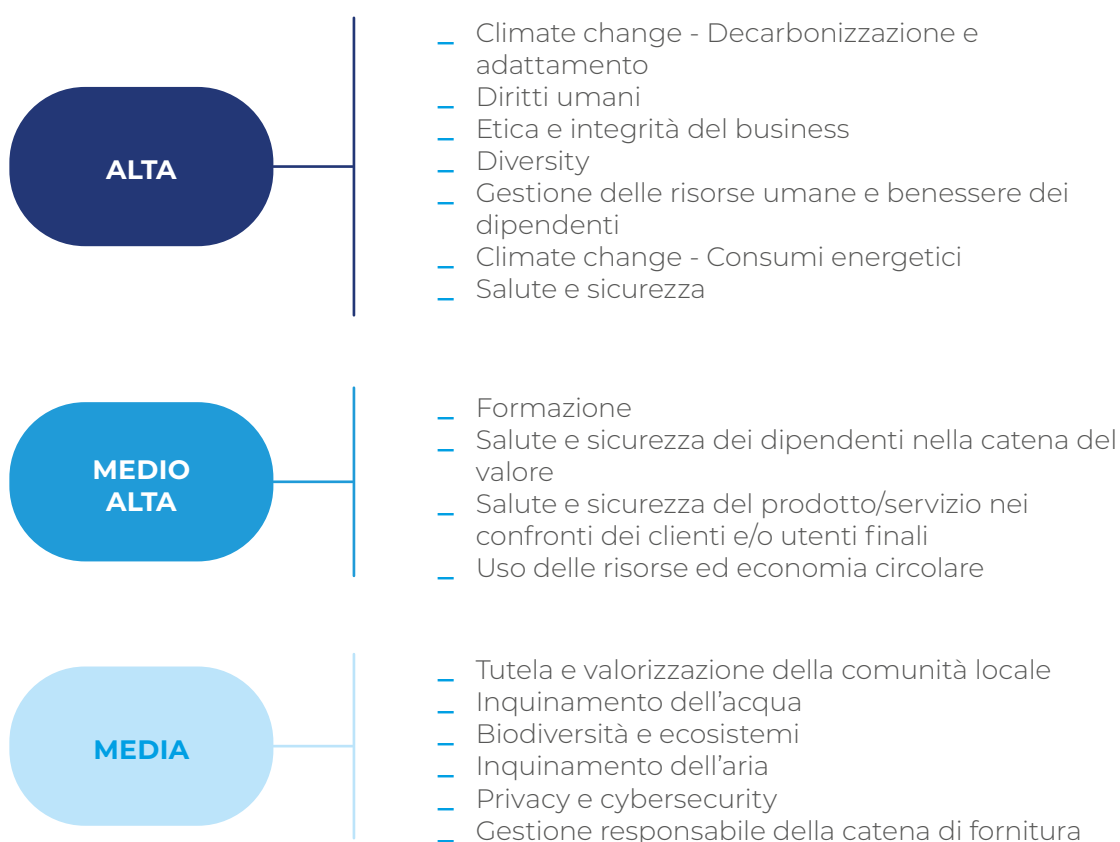 ALTA
_ Climate change - Decarbonizzazione e
adattamento
_ Diritti umani
_ Etica e integrità del business
_ Diversity
_ Gestione delle risorse umane e benessere dei
dipendenti
_ Climate change - Consumi energetici
_ Salute e sicurezza
MEDIO
ALTA
_ Formazione
_ Salute e sicurezza dei dipendenti nella catena del
valore
_ Salute e sicurezza del prodotto/servizio nei
confronti dei clienti e/o utenti finali
_ Uso delle risorse ed economia circolare
MEDIA
_ Tutela e valorizzazione della comunità locale
_ Inquinamento dell’acqua
_ Biodiversità e ecosistemi
_ Inquinamento dell’aria
_ Privacy e cybersecurity
_ Gestione responsabile della catena di fornitura